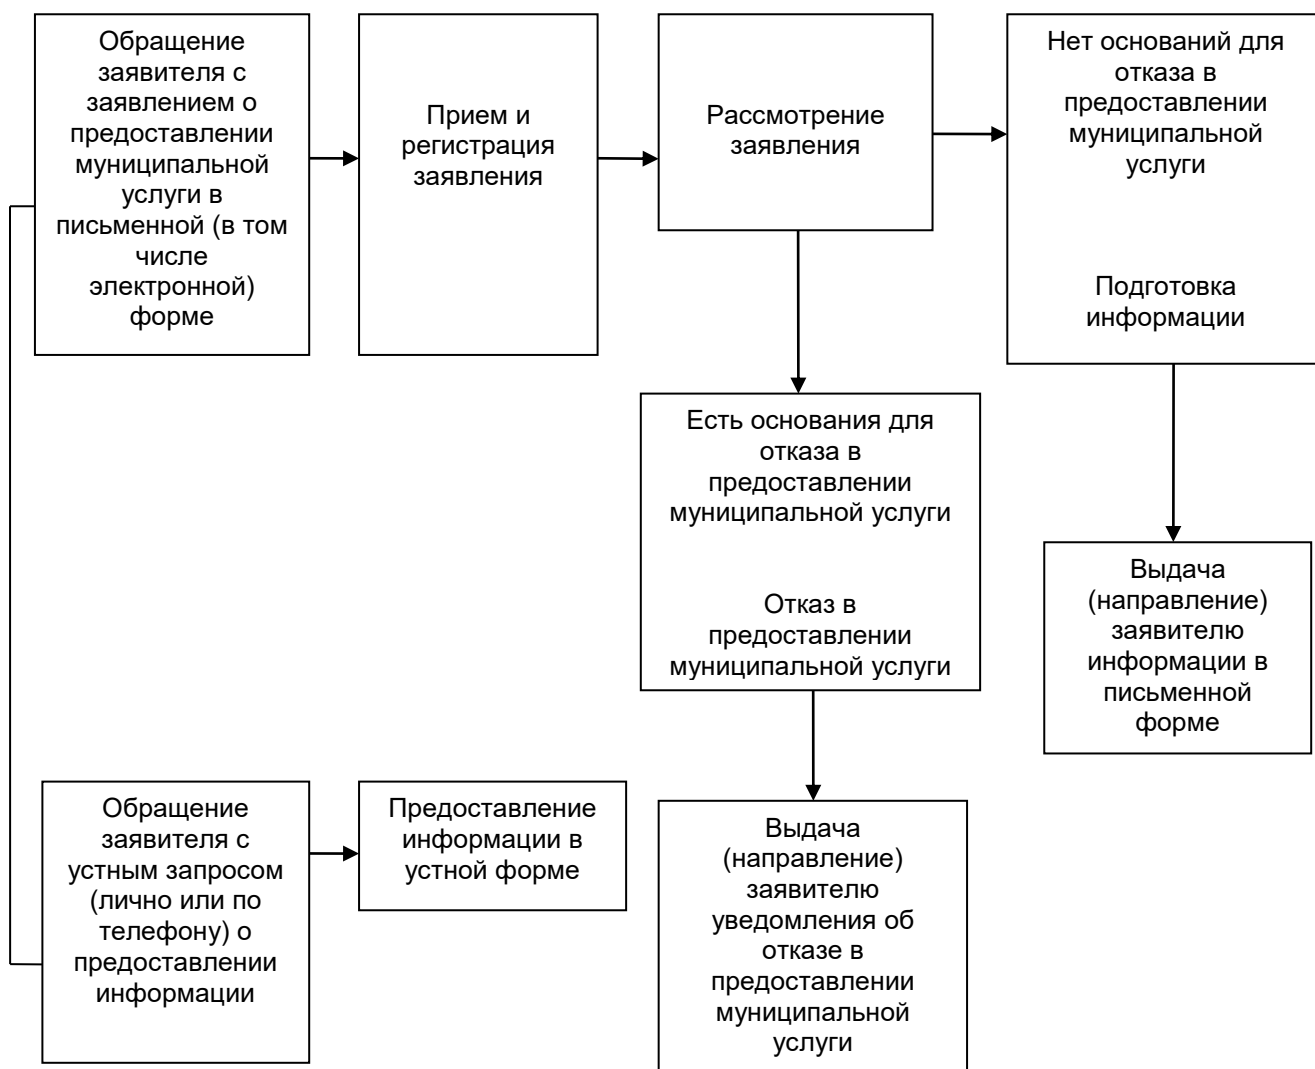 Обращение
заявителя с
заявлением о
предоставлении
муниципальной
услуги в
письменной (в том
числе
электронной)
форме
Прием и
регистрация
заявления
Рассмотрение
заявления
Нет оснований для
отказа в
предоставлении
муниципальной
услуги
Подготовка
информации
Есть основания для
отказа в
предоставлении
муниципальной услуги
Отказ в
предоставлении
муниципальной услуги
Выдача
(направление)
заявителю
информации в
письменной
форме
Обращение
заявителя с
устным запросом
(лично или по
телефону) о
предоставлении
информации
Предоставление
информации в
устной форме
Выдача
(направление)
заявителю
уведомления об
отказе в
предоставлении
муниципальной
услуги